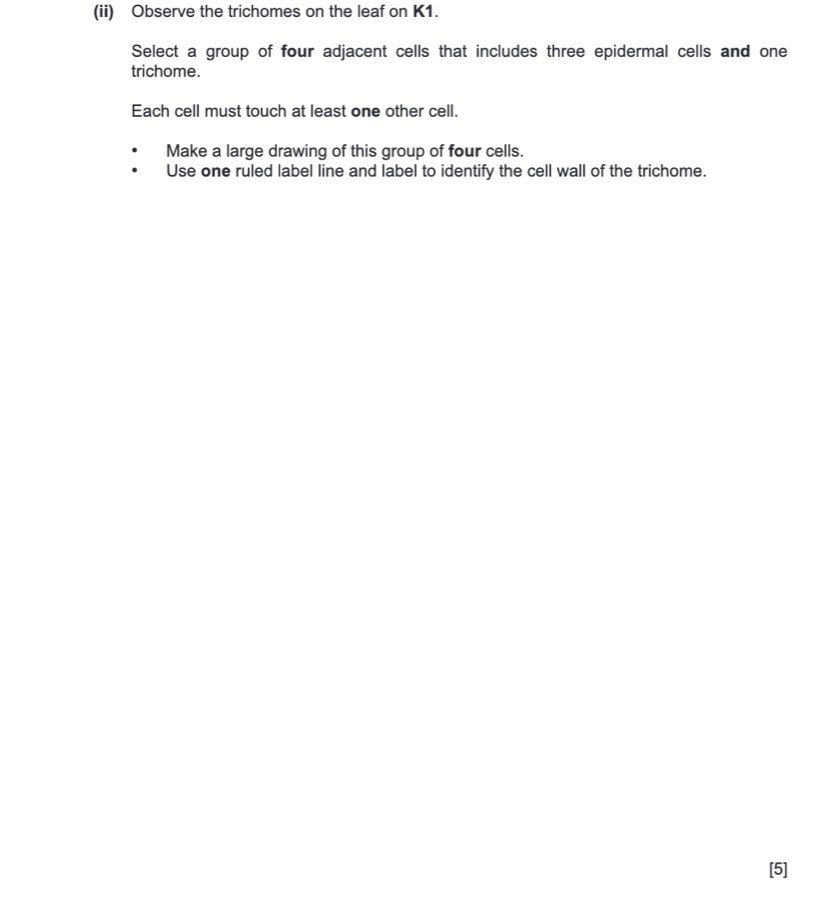 (ii) Observe the trichomes on the leaf on K1.
Select a group of four adjacent cells that includes three epidermal cells and one
trichome.
Each cell must touch at least one other cell.
• Make a large drawing of this group of four cells.
• Use one ruled label line and label to identify the cell wall of the trichome.
[5]